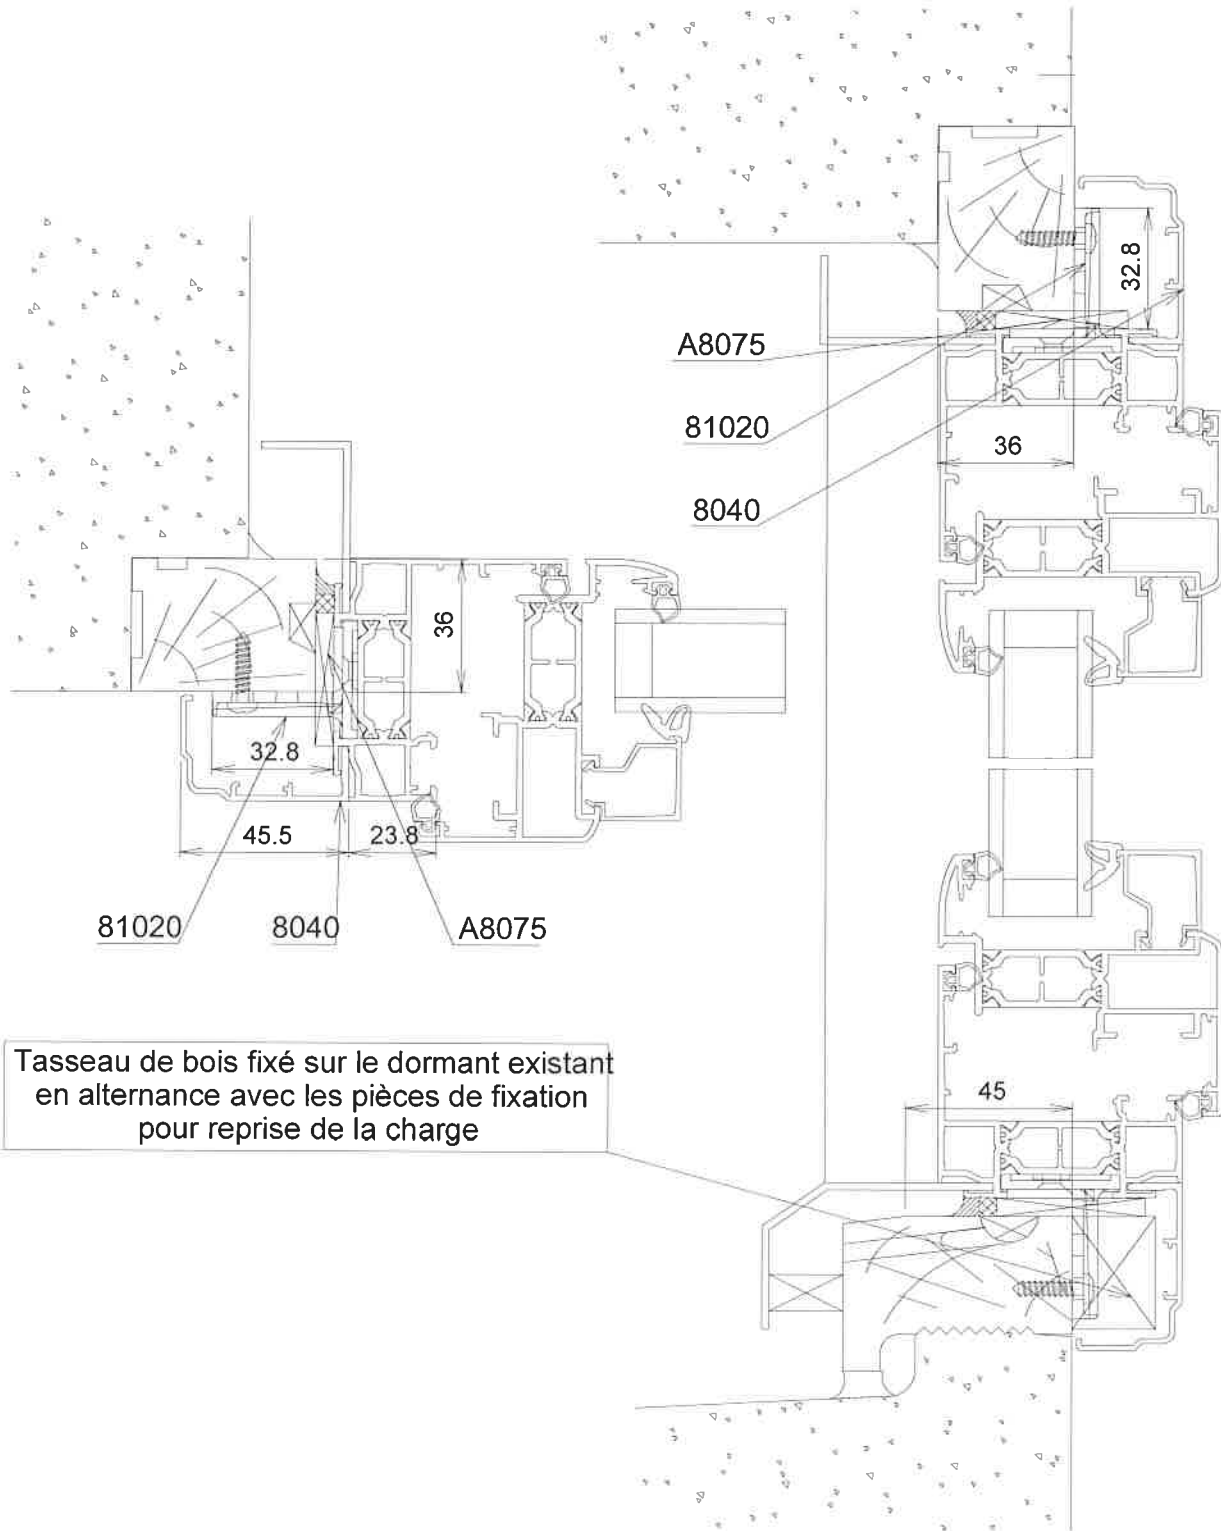 32.8
A8075
81020
36
8040
36
32.8
45.5
23.8
81020
8040
A8075
Tasseau de bois fixé sur le dormant existant
en alternance avec les pièces de fixation
pour reprise de la charge
45